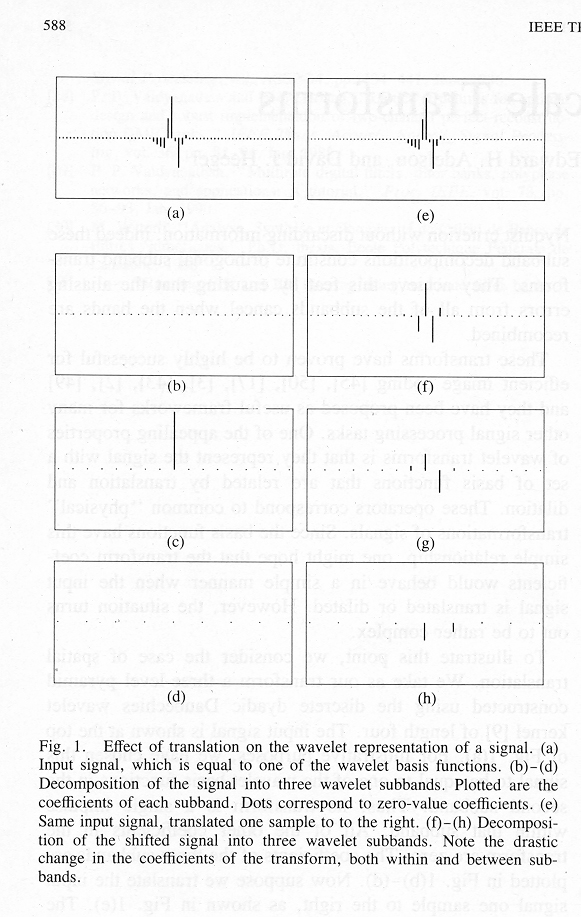 588 IEEE
(a) (e)
(b) (f)
(c) (g)
(d) (h)
Fig. 1. Effect of translation on the wavelet representation of a signal. (a)
Input signal, which is equal to one of the wavelet basis functions. (b)–(d)
Decomposition of the signal into three wavelet subbands. Plotted are the
coefficients of each subband. Dots correspond to zero-value coefficients. (e)
Same input signal, translated one sample to to the right. (f)–(h) Decomposi-
tion of the shifted signal into three wavelet subbands. Note the drastic
change in the coefficients of the transform, both within and between sub-
bands.